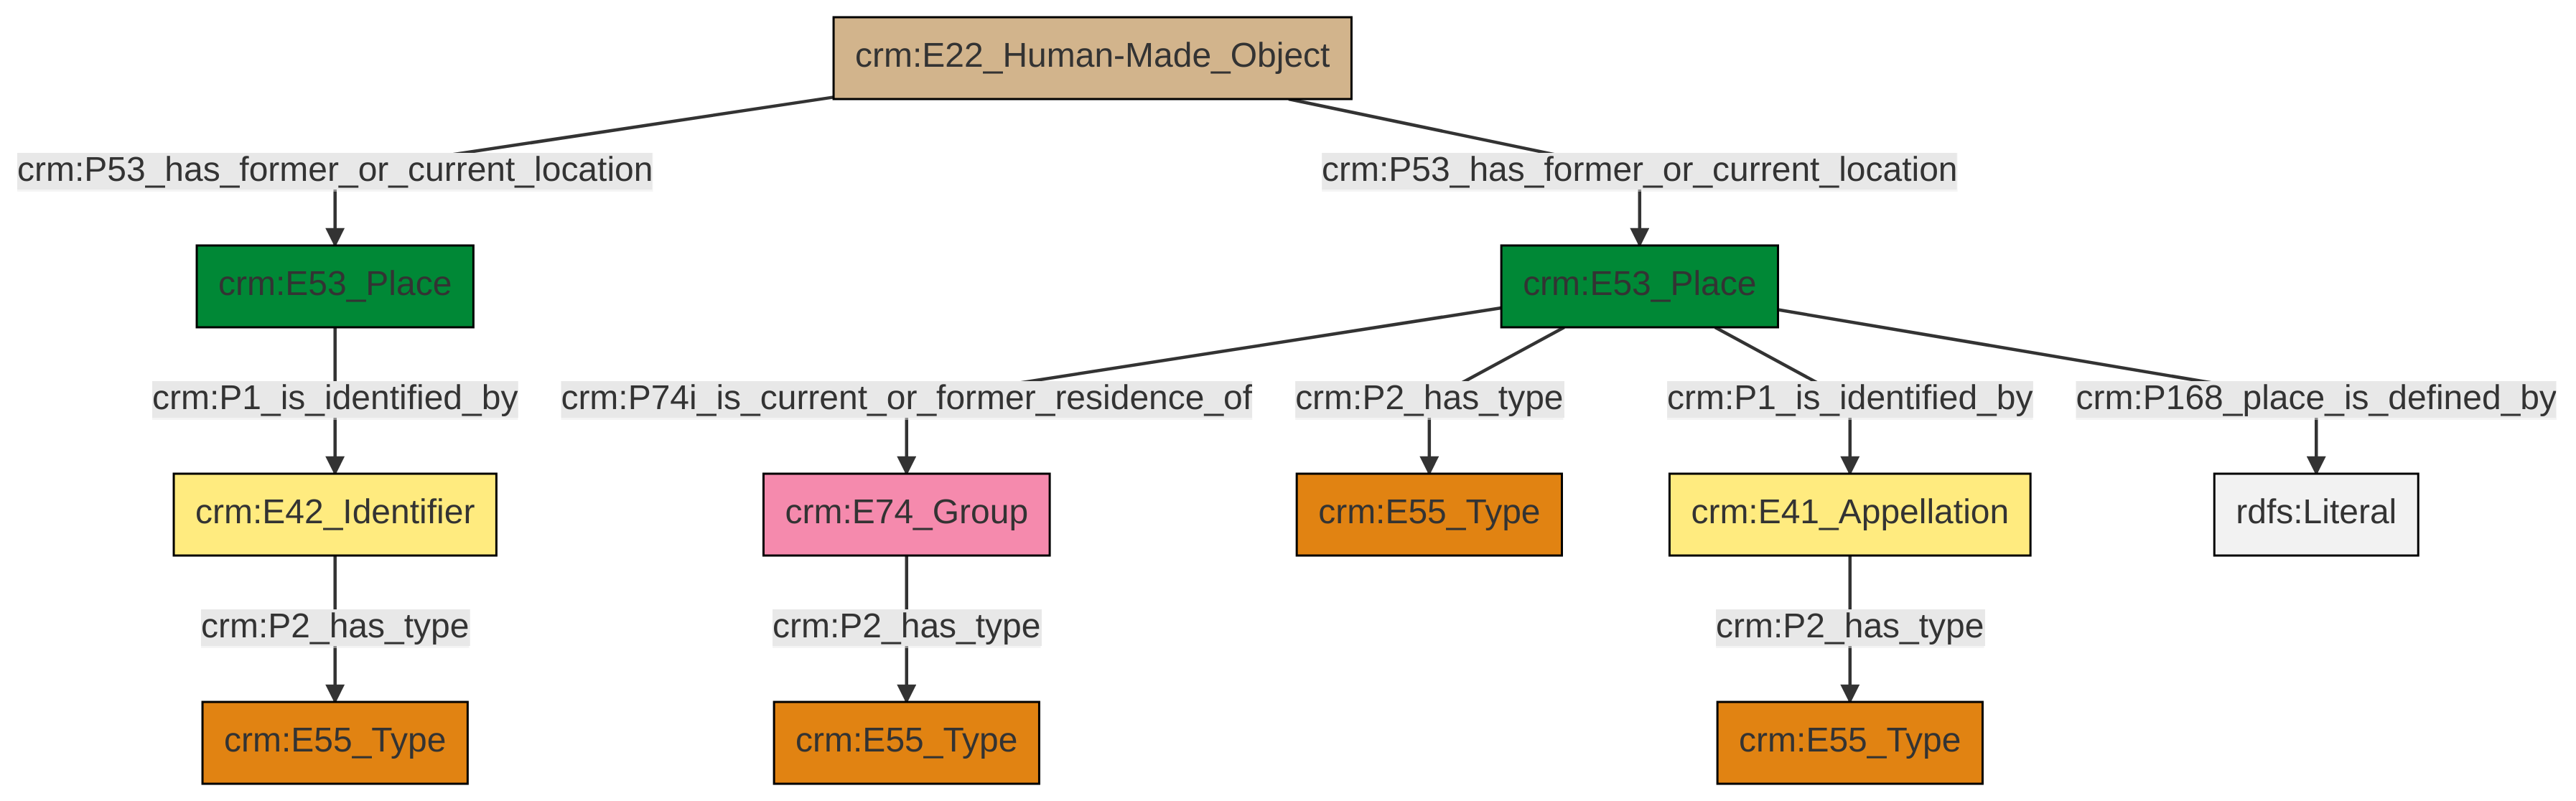 crm:E22_Human-Made_Object
crm:P53_has_former_or_current_location
crm:P53_has_former_or_current_location
crm:E53_Place
crm:E53_Place
crm:P1_is_identified_by
crm:P74i_is_current_or_former_residence_of
crm:P2_has_type
crm:P1_is_identified_by
crm:P168_place_is_defined_by
crm:E42_Identifier
crm:E74_Group
crm:E55_Type
crm:E41_Appellation
rdfs:Literal
crm:P2_has_type
crm:P2_has_type
crm:P2_has_type
crm:E55_Type
crm:E55_Type
crm:E55_Type